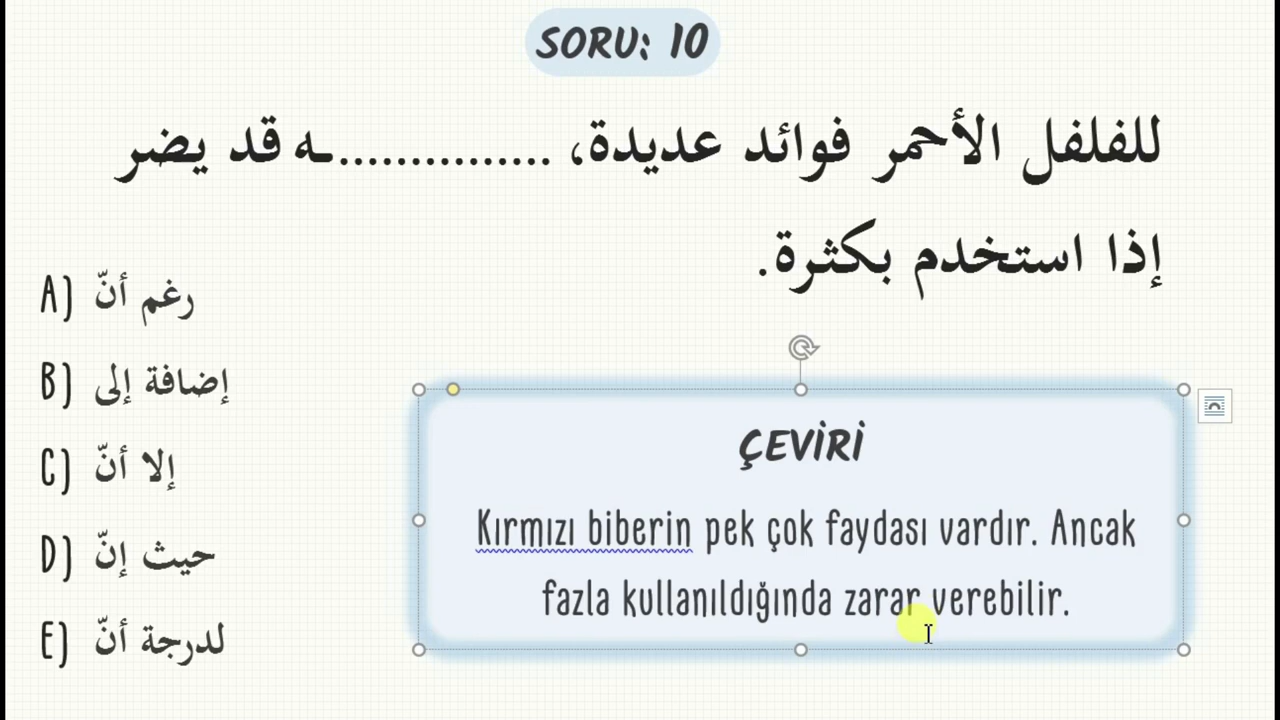 SORU: 10
للفلفل الأحمر فوائد عديدة، ...............ـه قد يضر
إذا استخدم بكثرة.
A) رغم أنّ
B) إضافة إلى
C) إلا أنّ
D) حيث إنّ
E) لدرجة أنّ
ÇEVİRİ
Kırmızı biberin pek çok faydası vardır. Ancak
fazla kullanıldığında zarar verebilir.